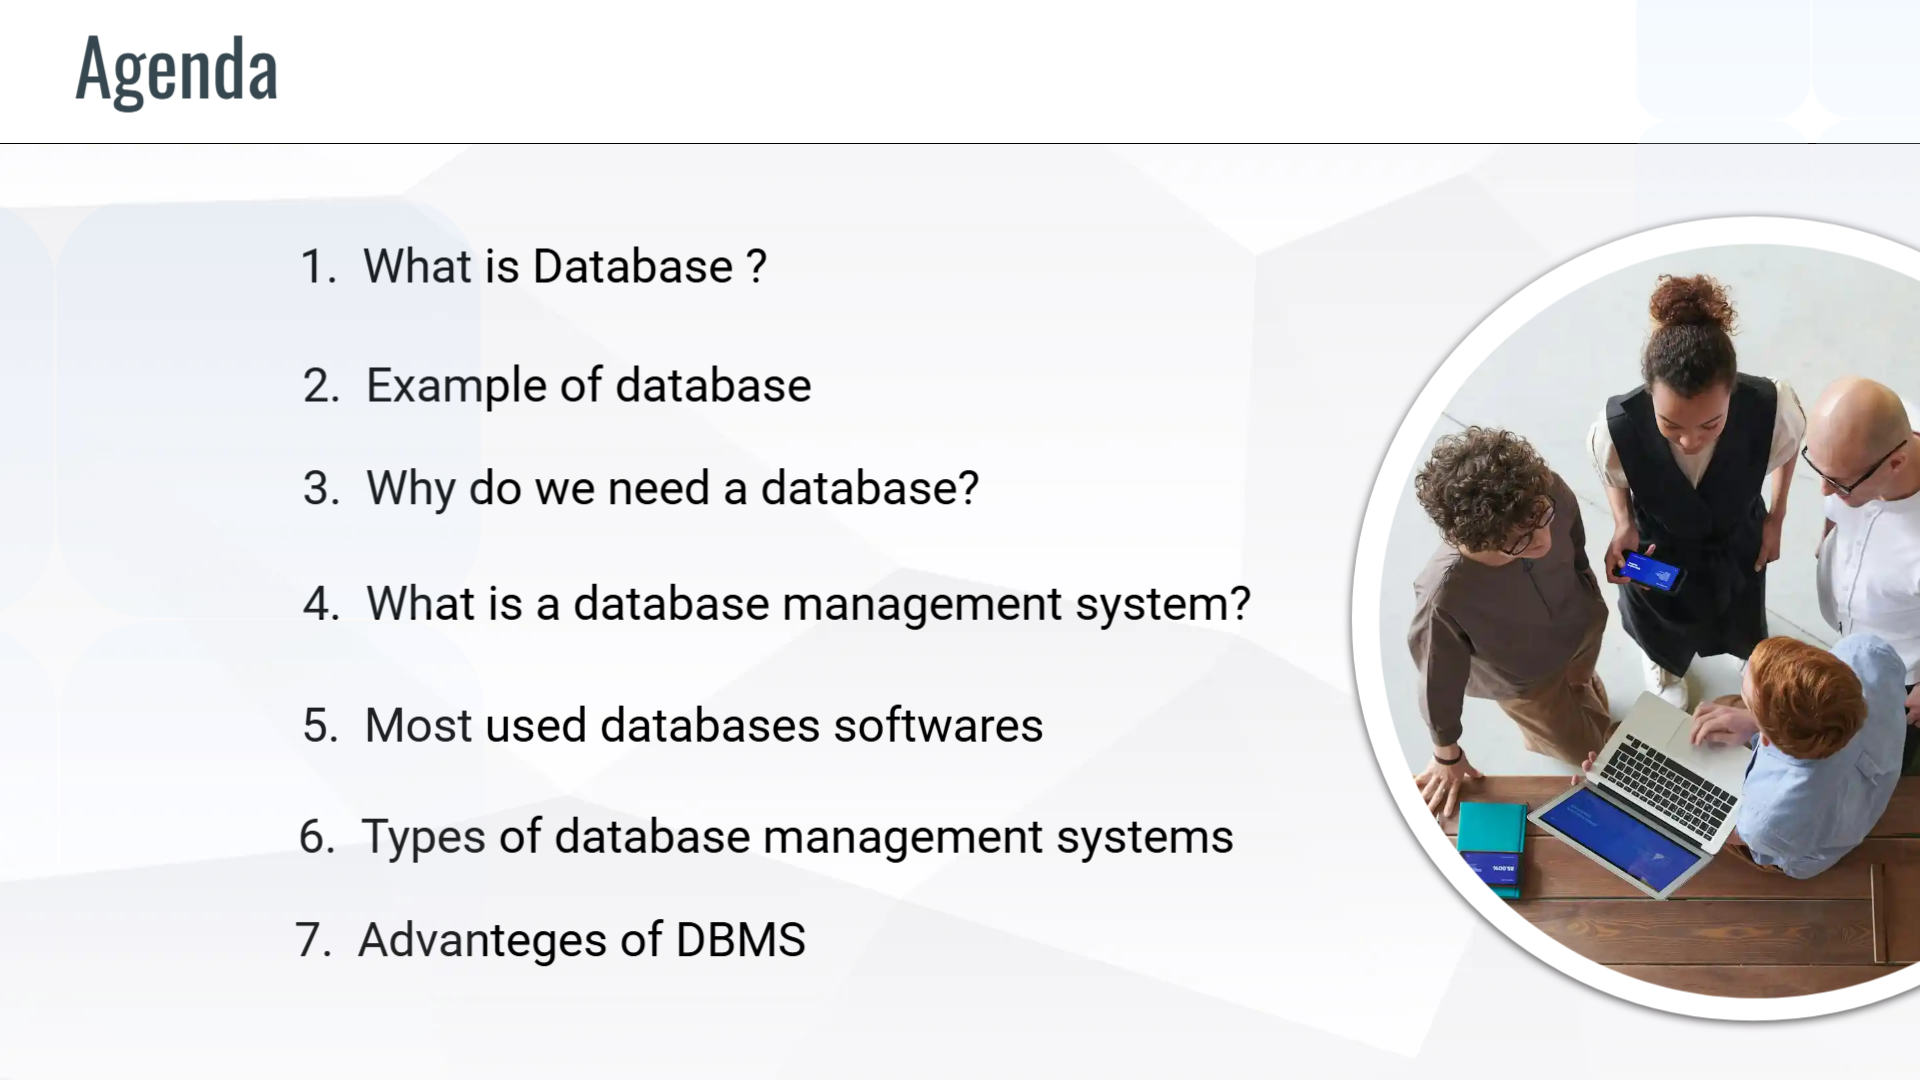 Agenda
1. What is Database ?
2. Example of database
3. Why do we need a database?
4. What is a database management system?
5. Most used databases softwares
6. Types of database management systems
7. Advanteges of DBMS